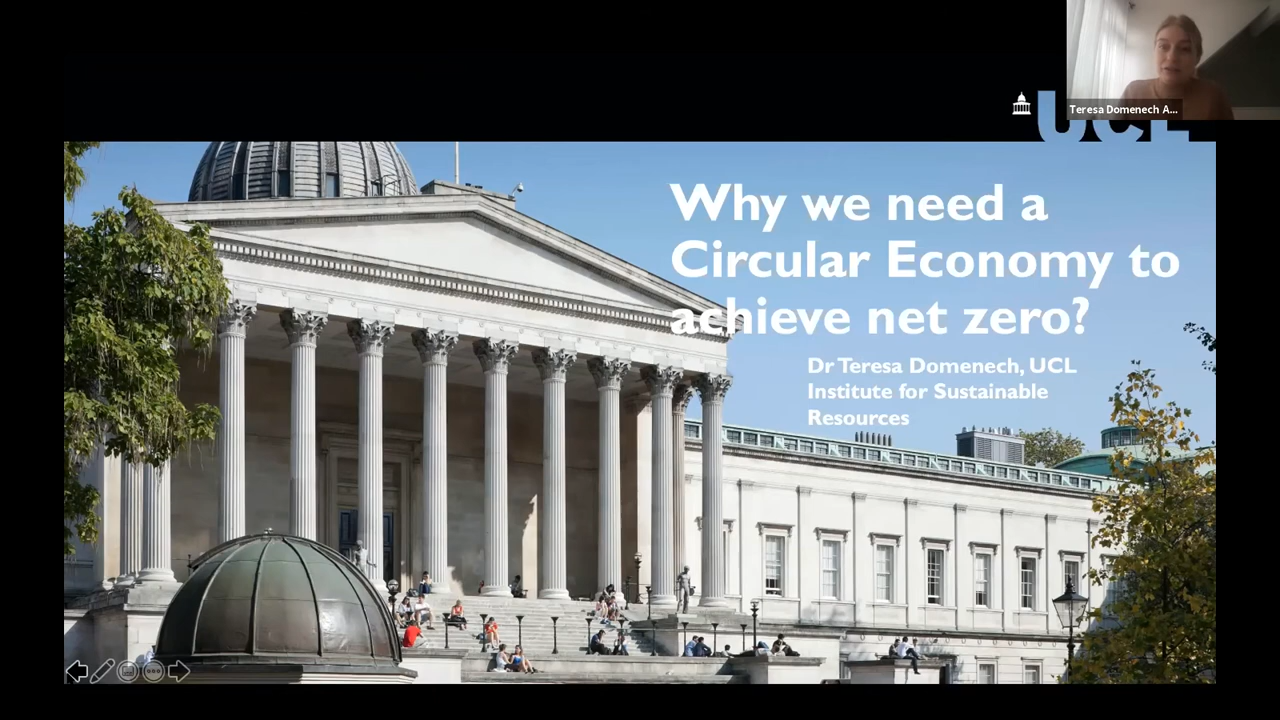 Teresa Domenech A...
UCL
Why we need a
Circular Economy to
achieve net zero?
Dr Teresa Domenech, UCL
Institute for Sustainable
Resources